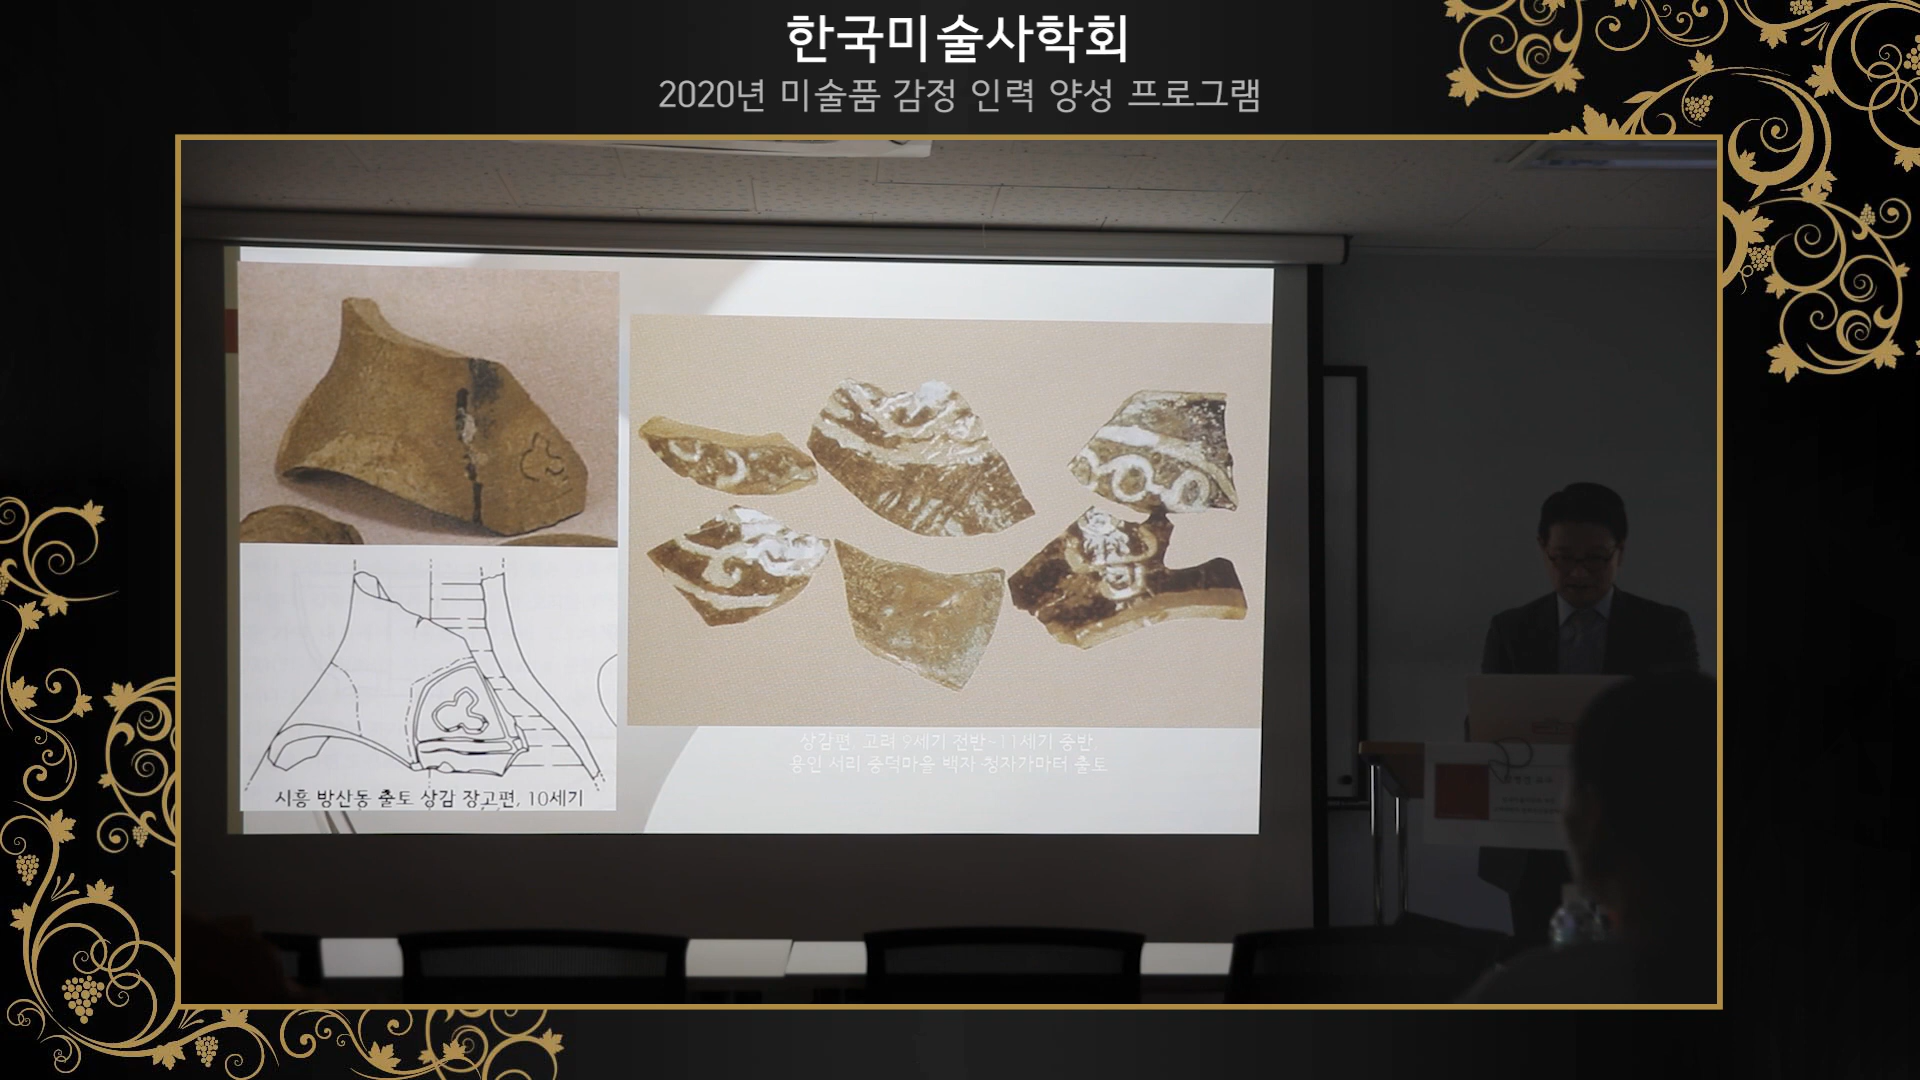 한국미술사학회
2020년 미술품 감정 인력 양성 프로그램
시흥 방산동 출토 상감 장고편, 10세기
상감편, 고려 9세기 전반~11세기 중반,
용인 서리 중덕마을 백자·청자가마터 출토